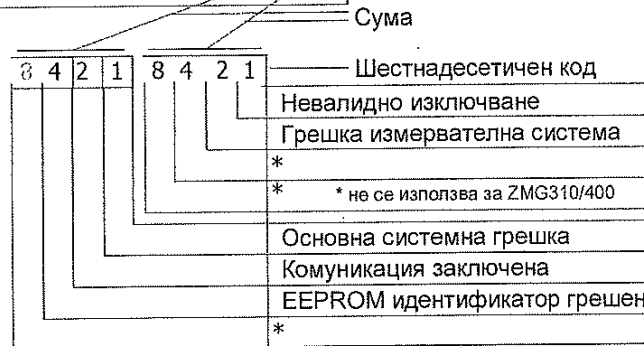 Сума
8 4 2 1 8 4 2 1
Шестнадесетичен код
Невалидно изключване
Грешка измервателна система
*
* * не се използва за ZMG310/400
Основна системна грешка
Комуникация заключена
EEPROM идентификатор грешен
*